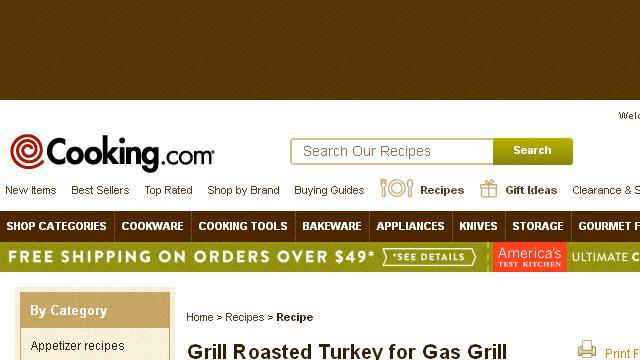 Cooking.com
Search Our Recipes
Search
New Items Best Sellers Top Rated Shop by Brand Buying Guides Recipes Gift Ideas Clearance & S
SHOP CATEGORIES COOKWARE COOKING TOOLS BAKEWARE APPLIANCES KNIVES STORAGE GOURMET F
FREE SHIPPING ON ORDERS OVER $49* *SEE DETAILS America's TEST KITCHEN ULTIMATE C
By Category
Home > Recipes > Recipe
Appetizer recipes
Grill Roasted Turkey for Gas Grill
Print F